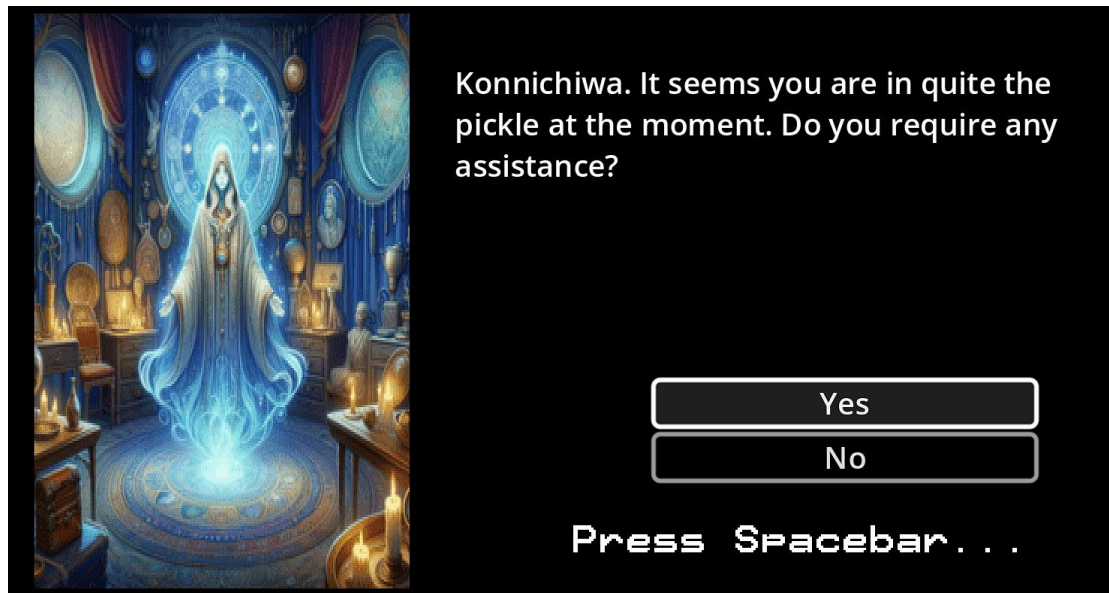 Konnichiwa. It seems you are in quite the
pickle at the moment. Do you require any
assistance?
Yes
No
Press Spacebar...